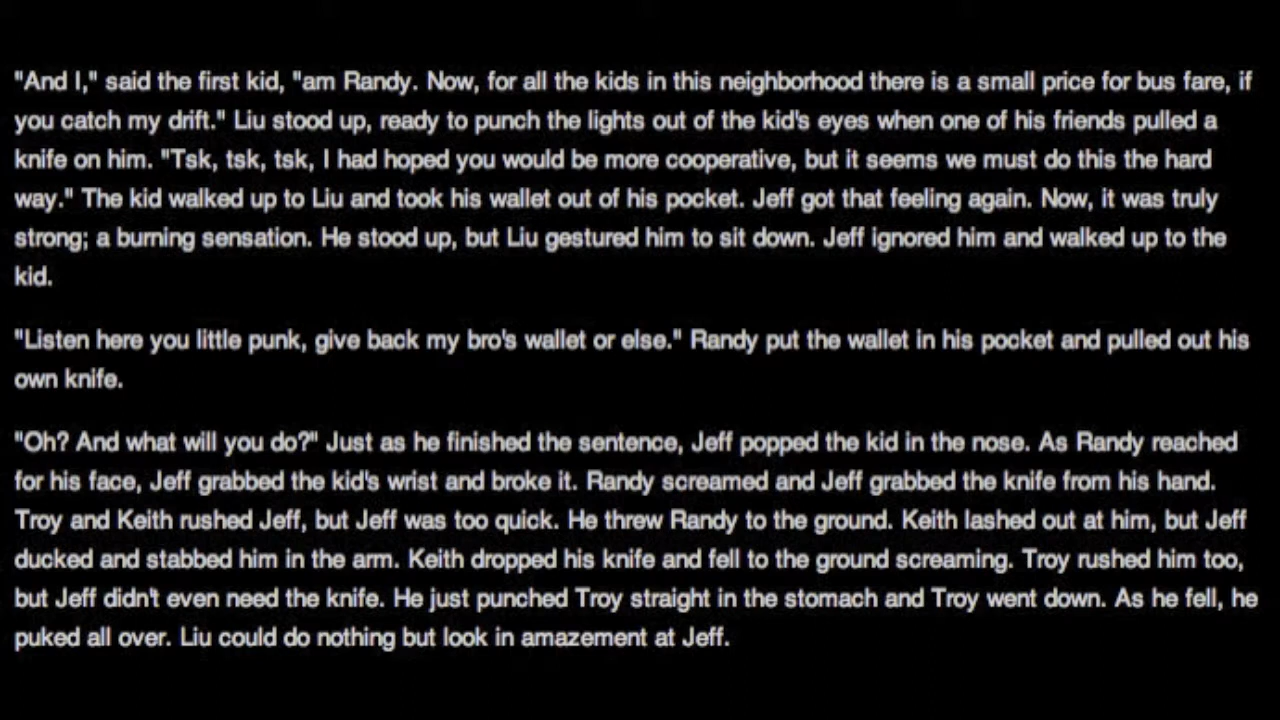 "And I," said the first kid, "am Randy. Now, for all the kids in this neighborhood there is a small price for bus fare, if
you catch my drift." Liu stood up, ready to punch the lights out of the kid's eyes when one of his friends pulled a
knife on him. "Tsk, tsk, tsk, I had hoped you would be more cooperative, but it seems we must do this the hard
way." The kid walked up to Liu and took his wallet out of his pocket. Jeff got that feeling again. Now, it was truly
strong; a burning sensation. He stood up, but Liu gestured him to sit down. Jeff ignored him and walked up to the
kid.
"Listen here you little punk, give back my bro's wallet or else." Randy put the wallet in his pocket and pulled out his
own knife.
"Oh? And what will you do?" Just as he finished the sentence, Jeff popped the kid in the nose. As Randy reached
for his face, Jeff grabbed the kid's wrist and broke it. Randy screamed and Jeff grabbed the knife from his hand.
Troy and Keith rushed Jeff, but Jeff was too quick. He threw Randy to the ground. Keith lashed out at him, but Jeff
ducked and stabbed him in the arm. Keith dropped his knife and fell to the ground screaming. Troy rushed him too,
but Jeff didn't even need the knife. He just punched Troy straight in the stomach and Troy went down. As he fell, he
puked all over. Liu could do nothing but look in amazement at Jeff.